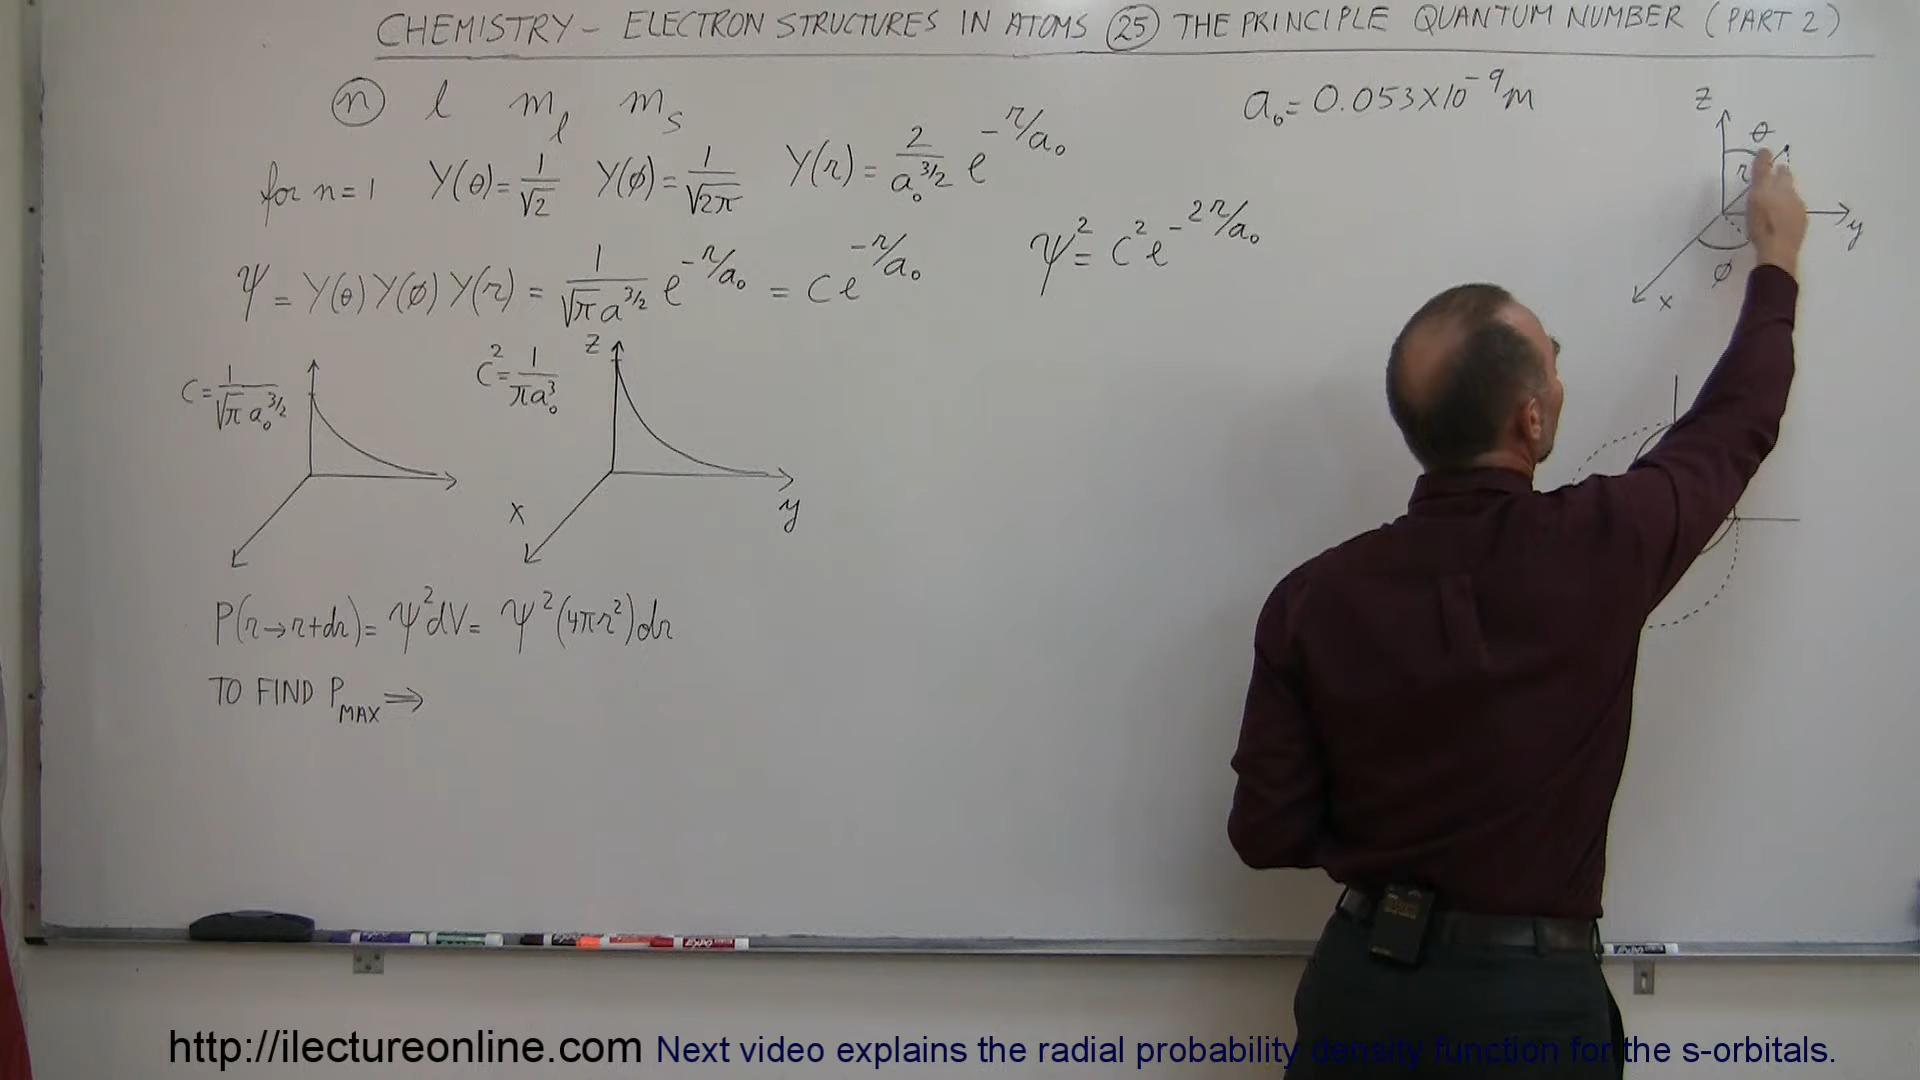 CHEMISTRY – ELECTRON STRUCTURES IN ATOMS (25) THE PRINCIPLE QUANTUM NUMBER (PART 2)
n l m_l m_s
a₀ = 0.053×10⁻⁹ m
for n=1 Y(θ)=1/√2 Y(ϕ)=1/√2π Y(r)=2/a₀^3/2 e^-r/a₀
ψ = Y(θ) Y(ϕ) Y(r) = 1/√π a^3/2 e^-r/a₀ = c e^-r/a₀
ψ² = c² e^-2r/a₀
z θ r y ϕ x
c = 1/√π a₀^3/2
c² = 1/πa₀³
z
x
y
P(r→r+dr) = ψ²dV = ψ²(4πr²)dr
TO FIND P_MAX ⇒
EXPO
http://ilectureonline.com Next video explains the radial probability density function for the s-orbitals.